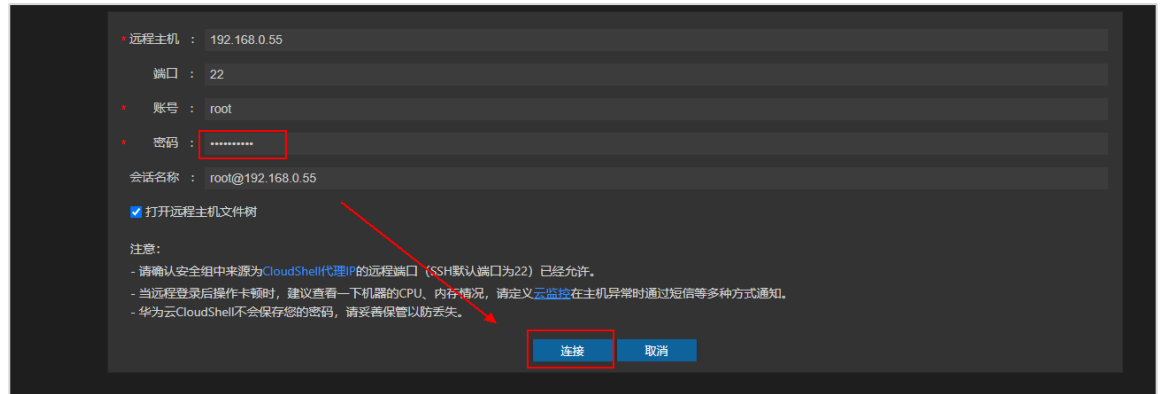 * 远程主机 : 192.168.0.55
端口 : 22
* 账号 : root
* 密码 : ••••••••••
会话名称 : root@192.168.0.55
打开远程主机文件树
注意:
- 请确认安全组中来源为CloudShell代理IP的远程端口（SSH默认端口为22）已经允许。
- 当远程登录后操作卡顿时，建议查看一下机器的CPU、内存情况，请定义云监控在主机异常时通过短信等多种方式通知。
- 华为云CloudShell不会保存您的密码，请妥善保管以防丢失。
连接 取消